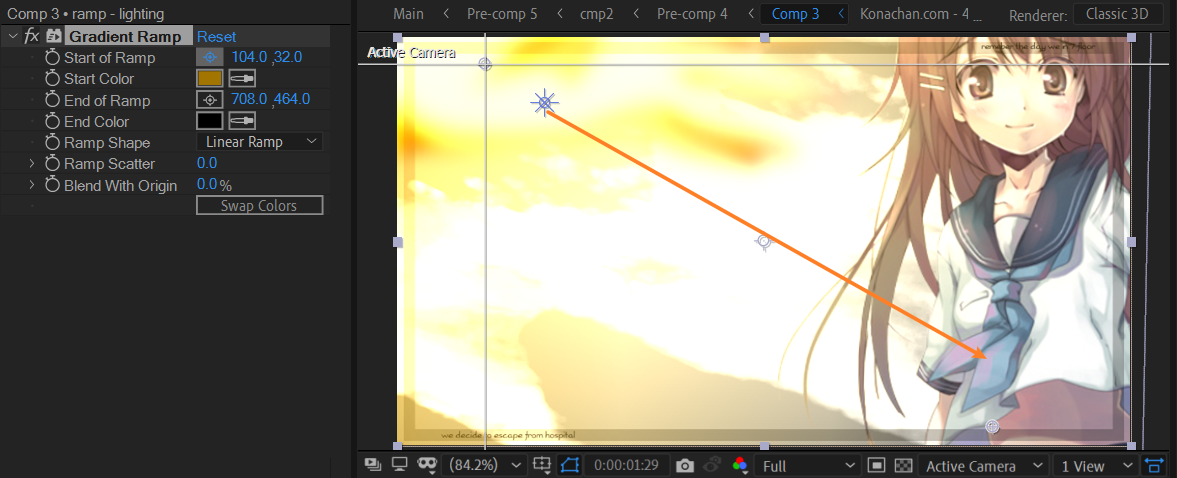 Comp 3 • ramp - lighting
Main
Pre-comp 5
cmp2
Pre-comp 4
Comp 3
Konachan.com - 4 ...
Renderer:
Classic 3D
fx Gradient Ramp
Reset
Start of Ramp
104.0 ,32.0
Start Color
End of Ramp
708.0 ,464.0
End Color
Ramp Shape
Linear Ramp
Ramp Scatter
0.0
Blend With Origin
0.0 %
Swap Colors
Active Camera
remeber the day we in 7 floor
we decide to escape from hospital
(84.2%)
0:00:01:29
Full
Active Camera
1 View